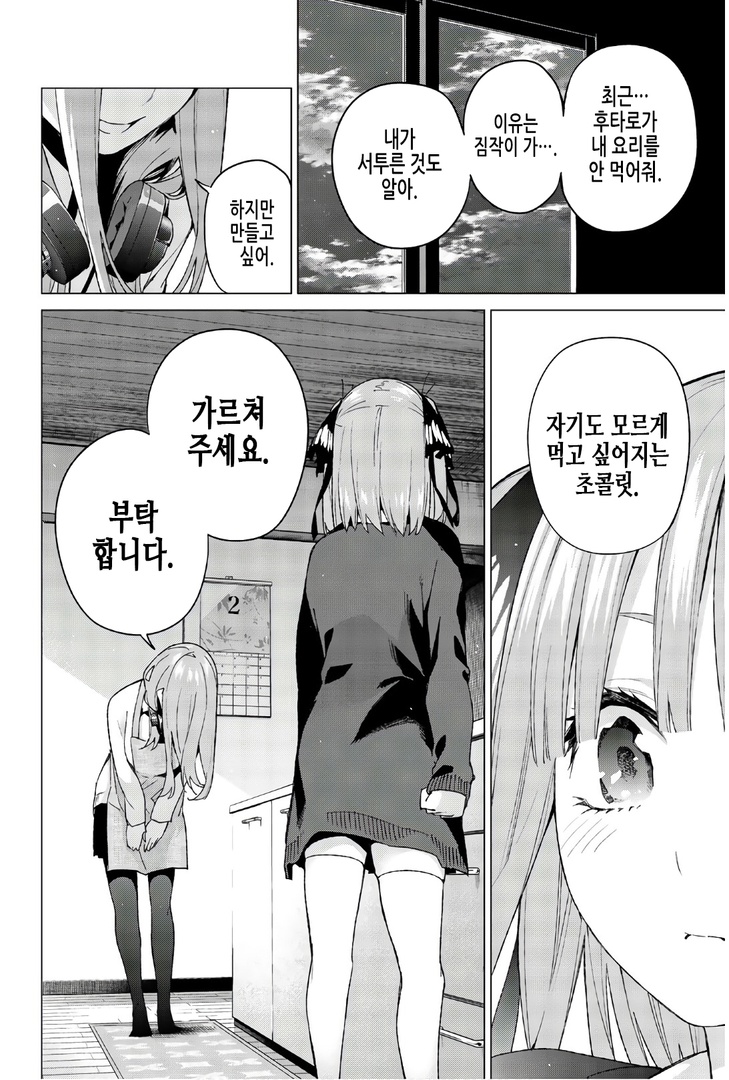 최근…
후타로가
내 요리를
안 먹어줘.
이유는
짐작이 가….
내가
서투른 것도
알아.
하지만
만들고
싶어.
자기도 모르게
먹고 싶어지는
초콜릿.
가르쳐
주세요.
부탁
합니다.
2